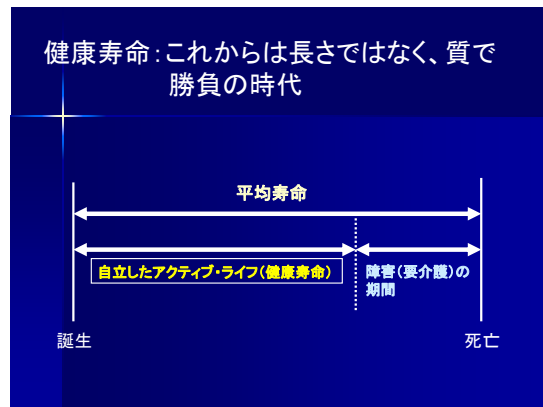 健康寿命：これからは長さではなく、質で
勝負の時代
平均寿命
自立したアクティブ・ライフ（健康寿命）
障害（要介護）の
期間
誕生
死亡